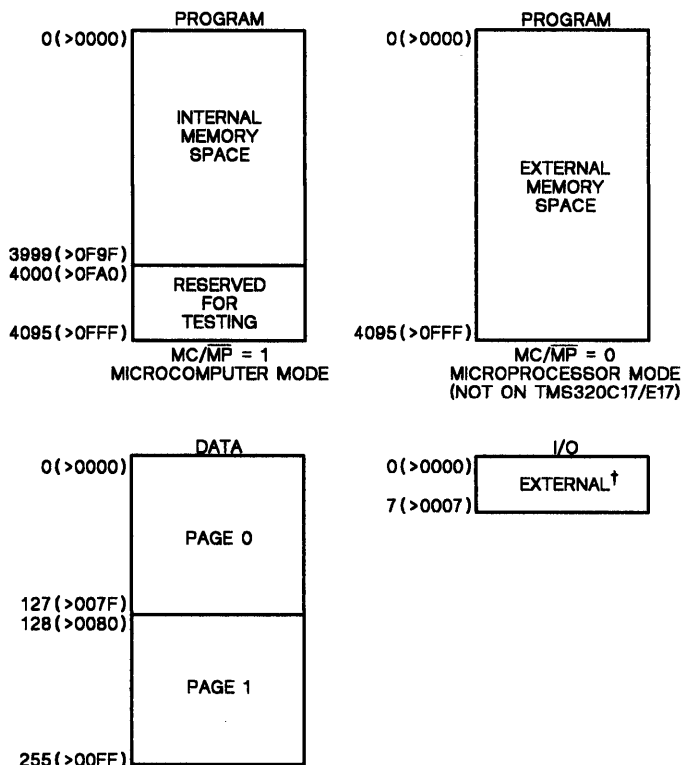 PROGRAM
0(>0000)
INTERNAL
MEMORY
SPACE
3999(>0F9F)
4000(>0FA0)
RESERVED
FOR
TESTING
4095(>0FFF)
MC/M̅P̅ = 1
MICROCOMPUTER MODE
PROGRAM
0(>0000)
EXTERNAL
MEMORY
SPACE
4095(>0FFF)
MC/M̅P̅ = 0
MICROPROCESSOR MODE
(NOT ON TMS320C17/E17)
DATA
0(>0000)
PAGE 0
127(>007F)
128(>0080)
PAGE 1
255(>00FF)
I/O
0(>0000)
EXTERNAL†
7(>0007)